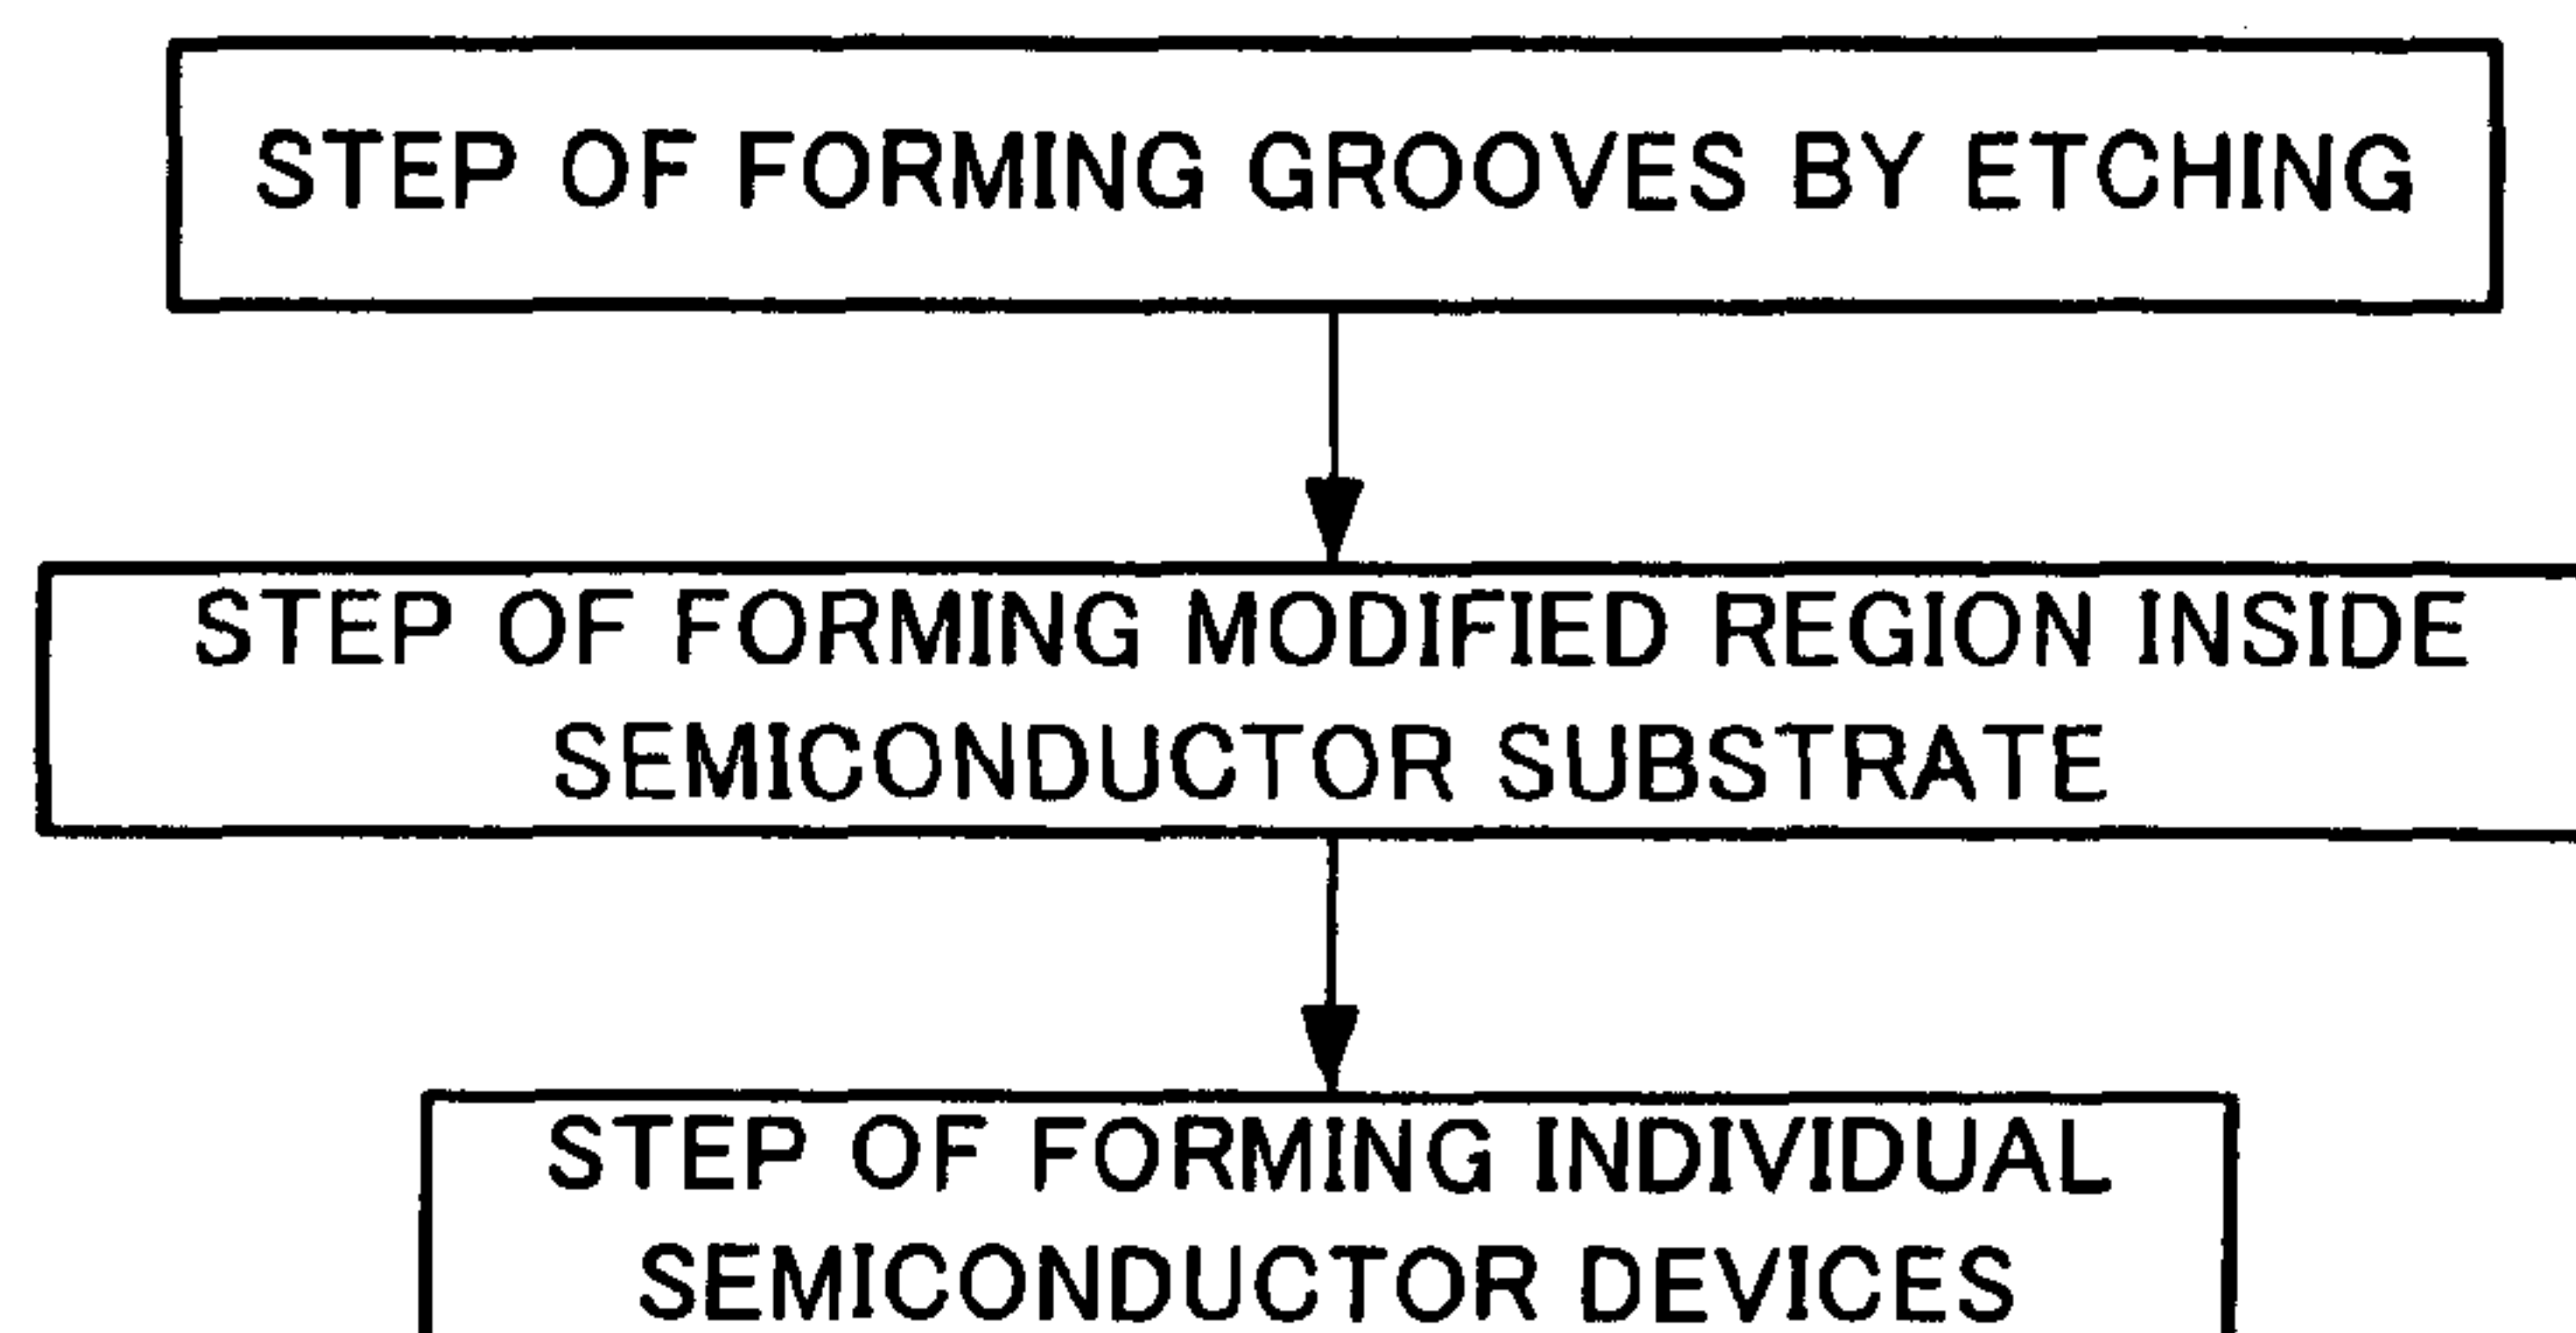 STEP OF FORMING GROOVES BY ETCHING
STEP OF FORMING MODIFIED REGION INSIDE
SEMICONDUCTOR SUBSTRATE
STEP OF FORMING INDIVIDUAL
SEMICONDUCTOR DEVICES